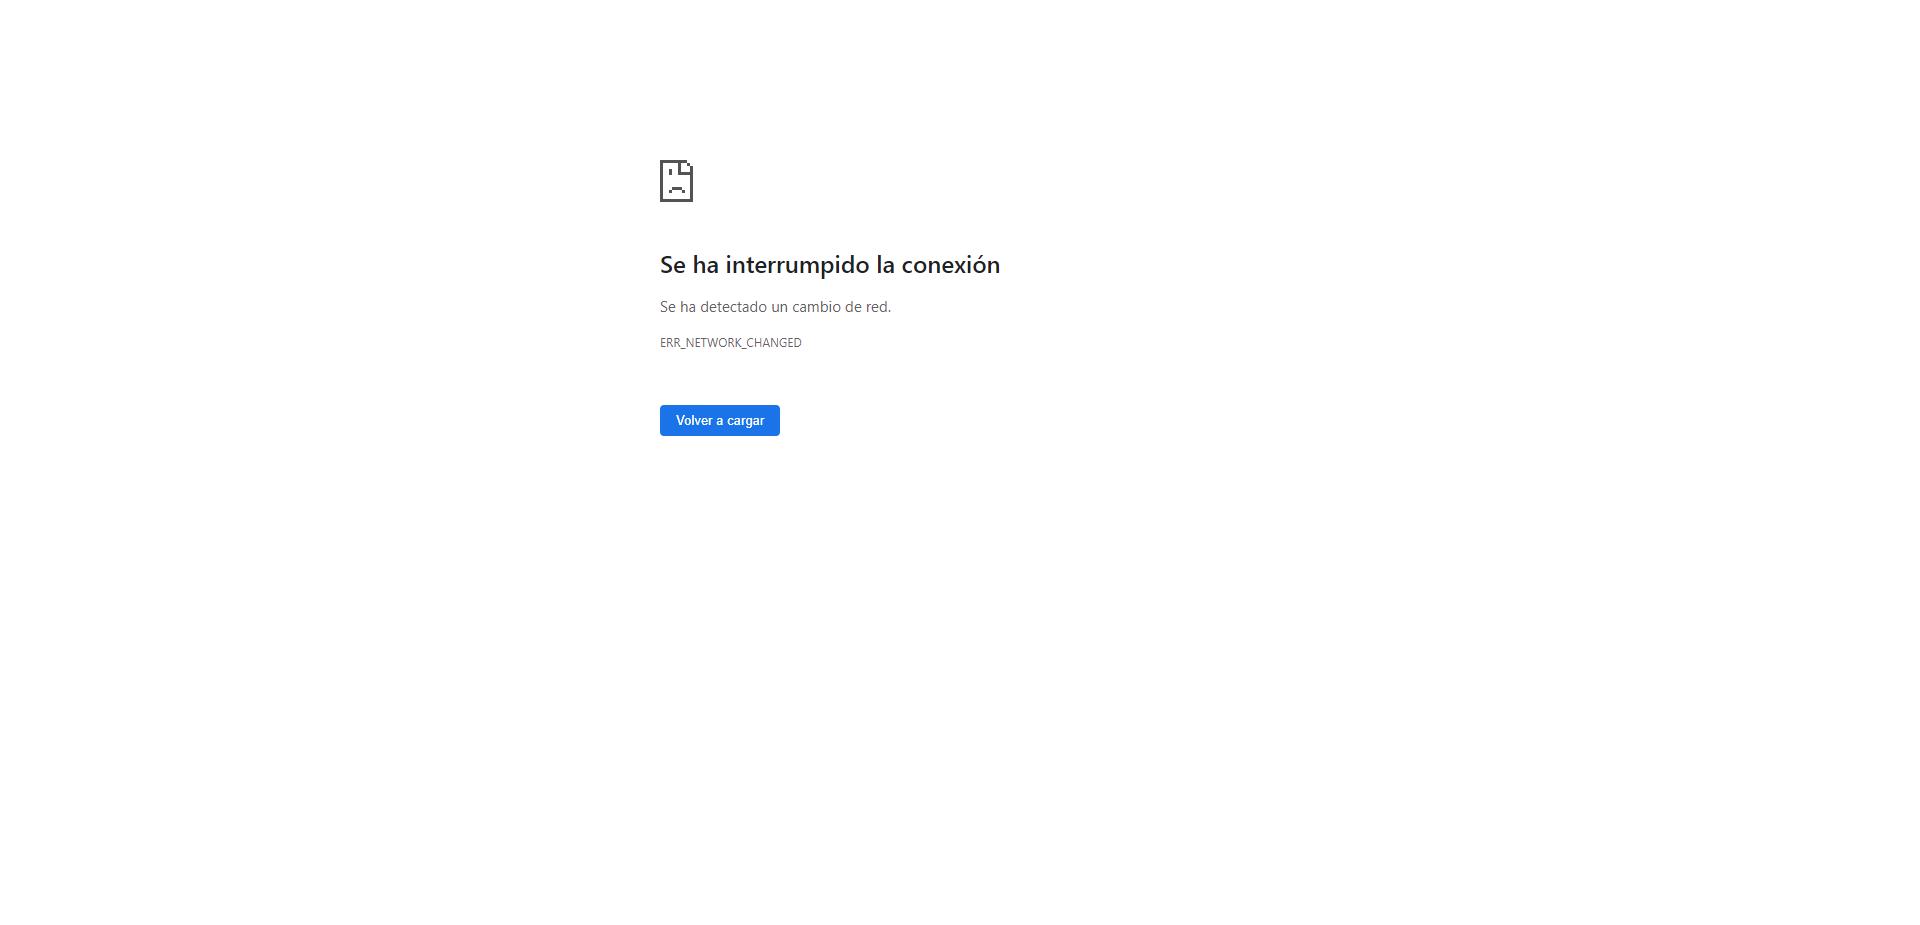 Se ha interrumpido la conexión
Se ha detectado un cambio de red.
ERR_NETWORK_CHANGED
Volver a cargar